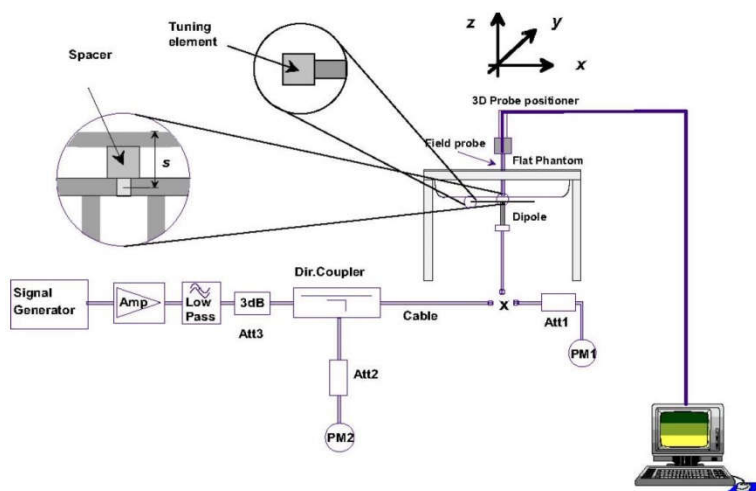 Tuning
element
Spacer
s
z
y
x
3D Probe positioner
Field probe
Flat Phantom
Dipole
Signal
Generator
Amp
Low
Pass
3dB
Att3
Dir.Coupler
Cable
x
Att1
PM1
Att2
PM2